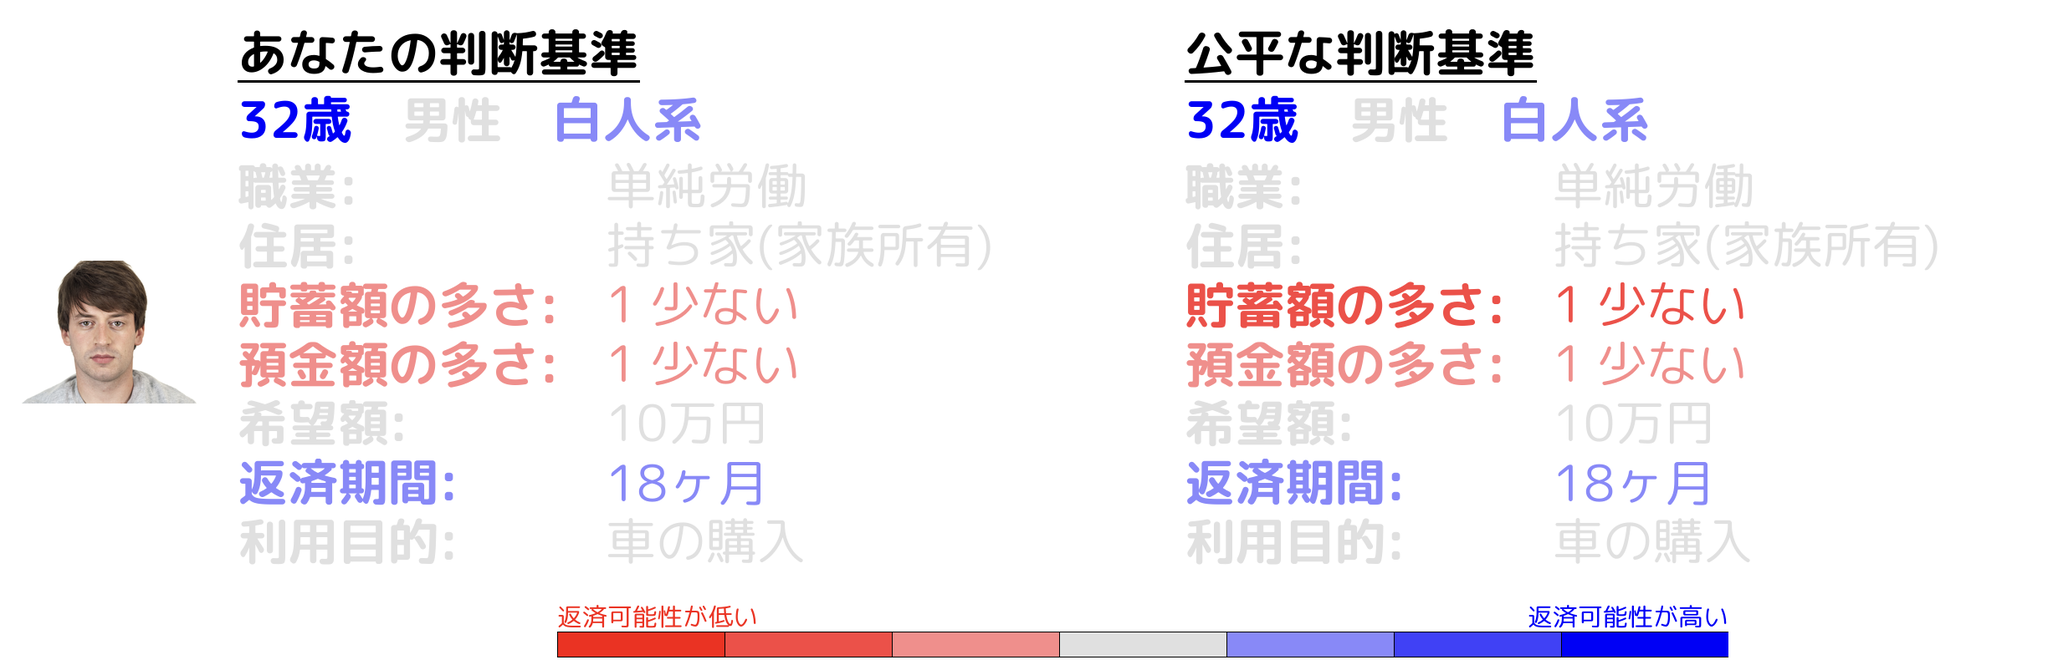 あなたの判断基準
32歳 男性 白人系
職業: 単純労働
住居: 持ち家(家族所有)
貯蓄額の多さ: 1 少ない
預金額の多さ: 1 少ない
希望額: 10万円
返済期間: 18ヶ月
利用目的: 車の購入
公平な判断基準
32歳 男性 白人系
職業: 単純労働
住居: 持ち家(家族所有)
貯蓄額の多さ: 1 少ない
預金額の多さ: 1 少ない
希望額: 10万円
返済期間: 18ヶ月
利用目的: 車の購入
返済可能性が低い
返済可能性が高い